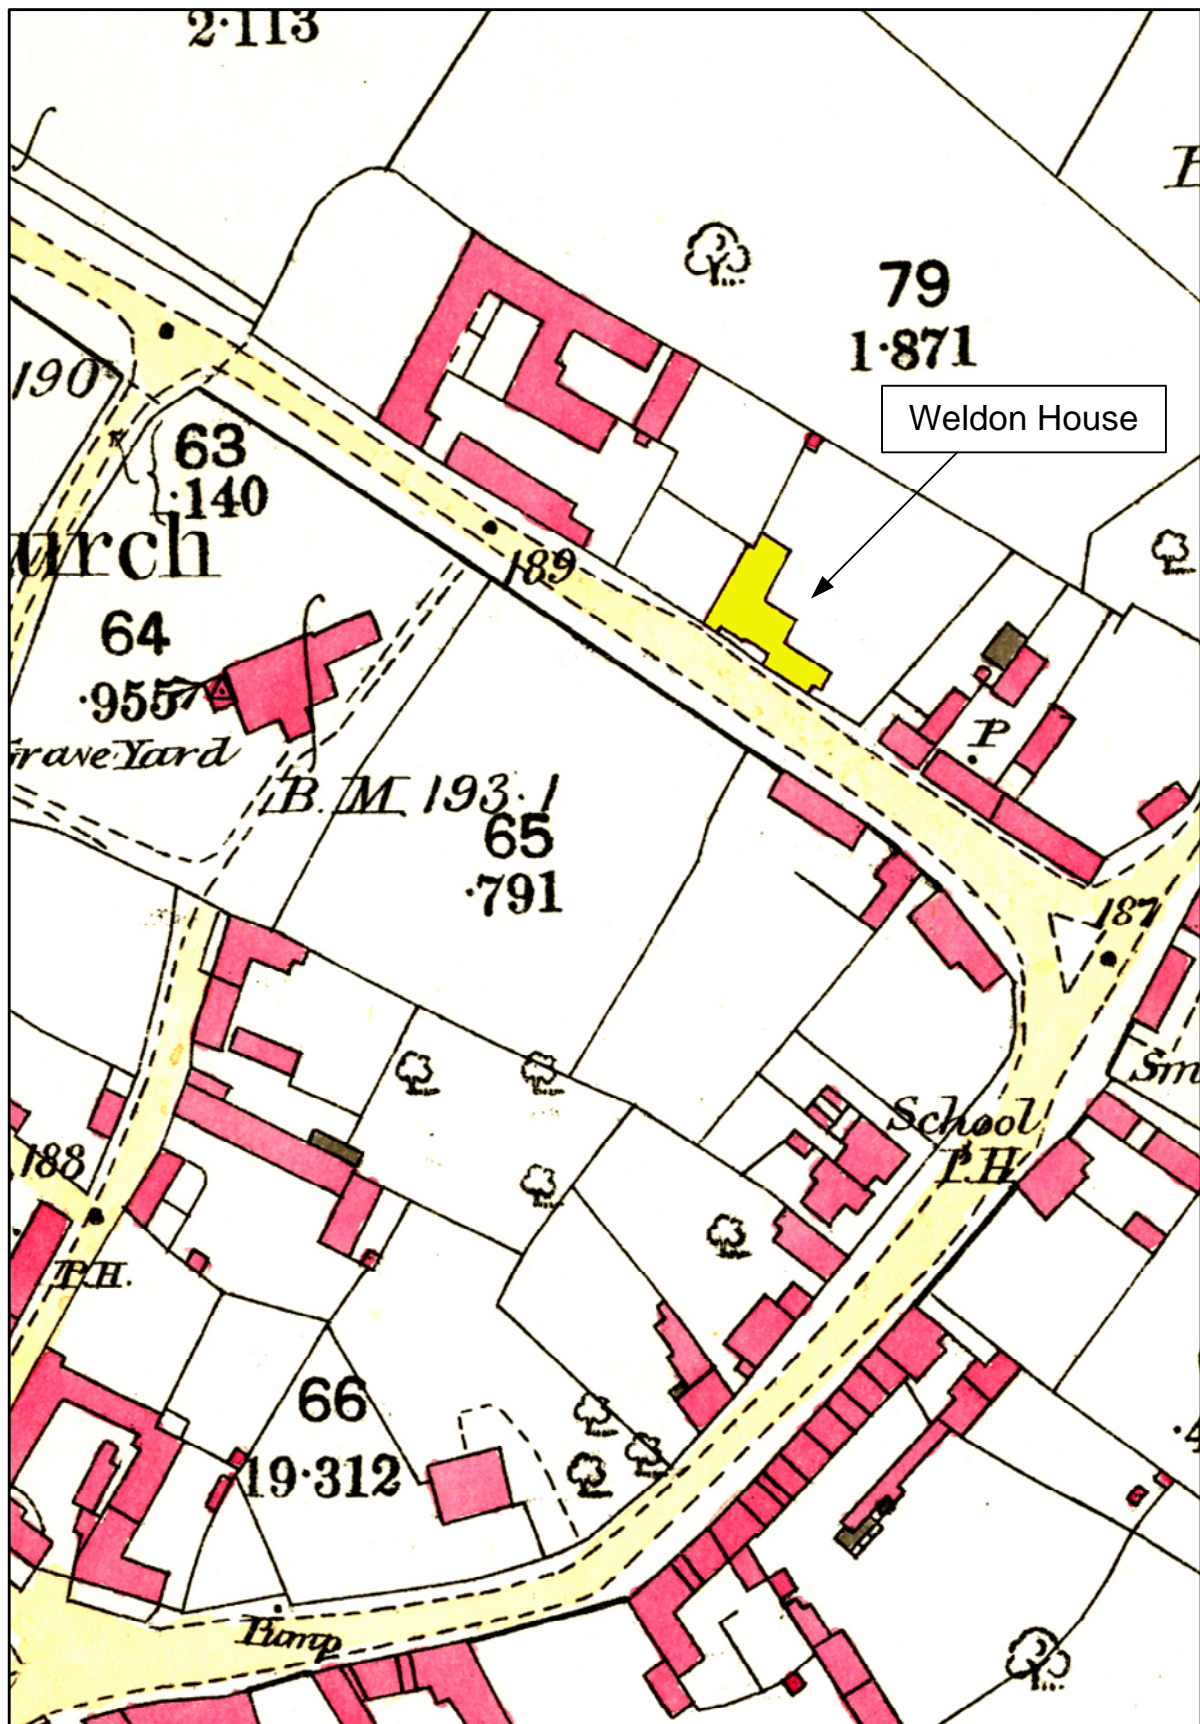 2·113
79
1·871
Weldon House
190
63
·140
urch
189
64
·955
Grave Yard
B. M. 193·1
65
·791
P
187
Sm
School
P.H.
188
P.H.
66
19·312
Pump